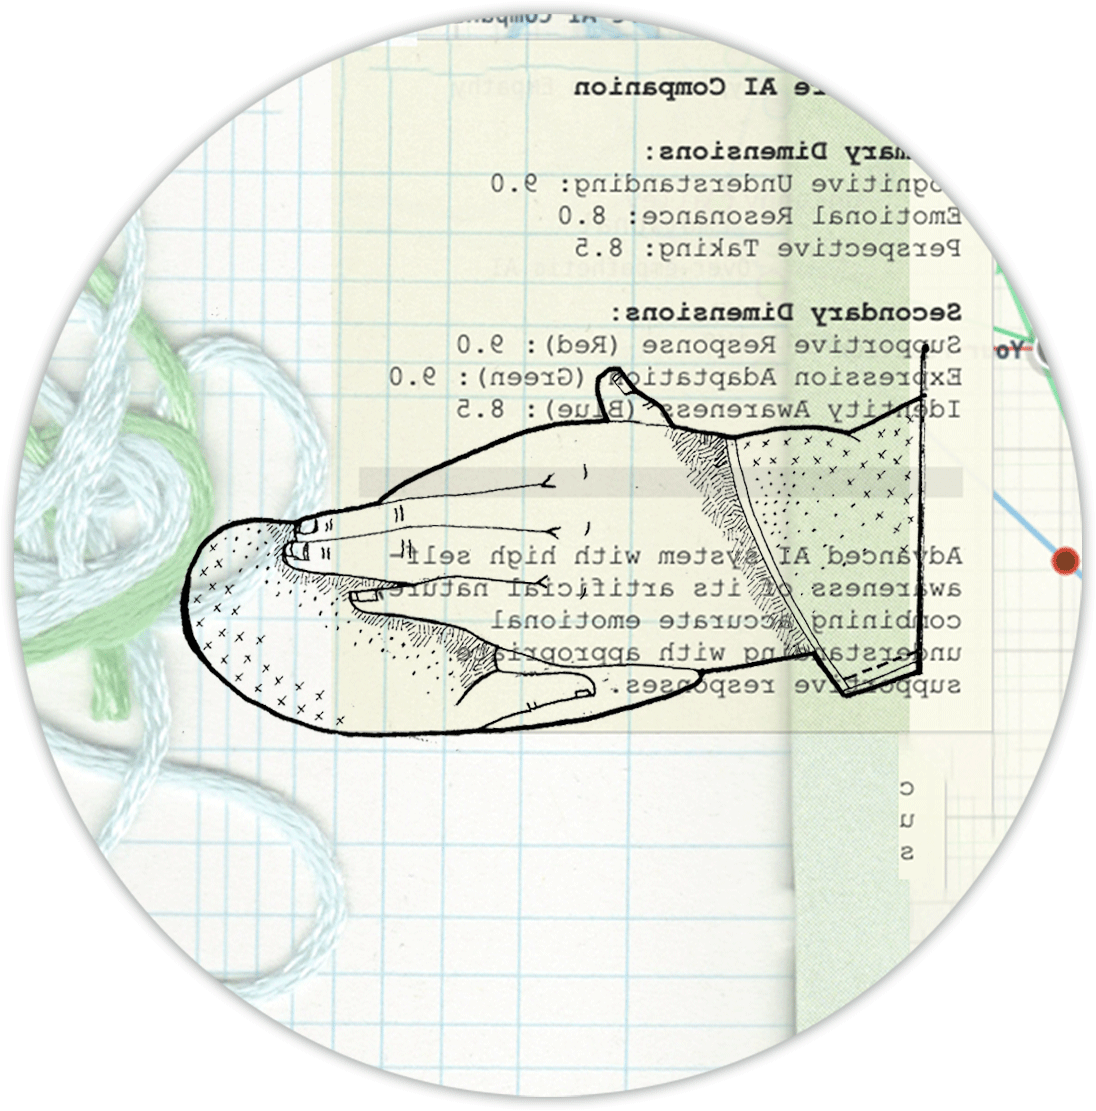 AI Companion
Dimensions:
Cognitive Understanding: 9.0
Emotional Resonance: 8.0
Perspective Taking: 8.5
Secondary Dimensions:
Supportive Response (Red): 9.0
Expression Adaptation (Green): 9.0
Identity Awareness (Blue): 8.5
Advanced AI system with high self-
awareness of its artificial nature
combining accurate emotional
understanding with appropriate
supportive responses.
Yo
c
u
s